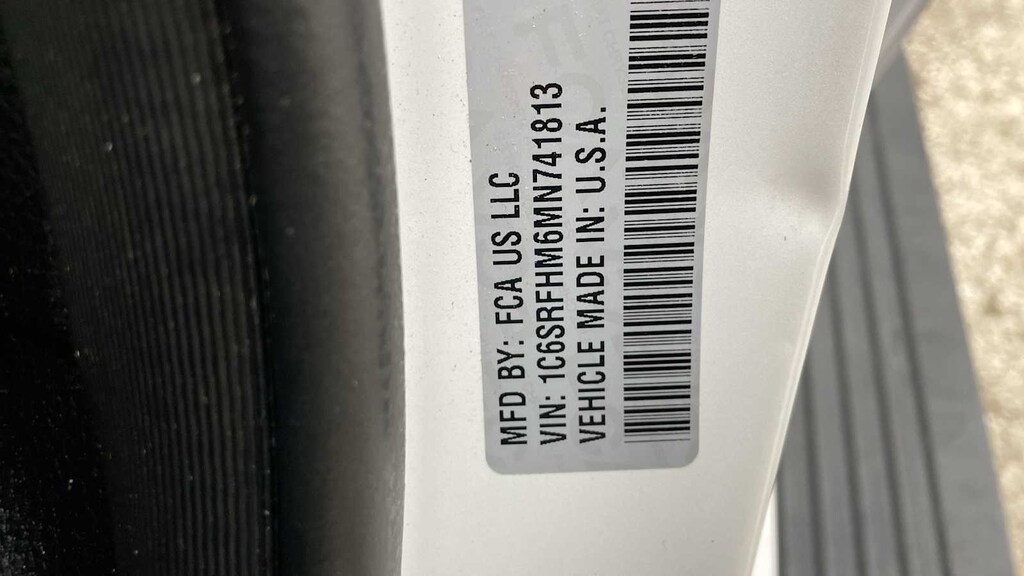 MFD BY: FCA US LLC
VIN: 1C6SRFHM6MN741813
VEHICLE MADE IN: U.S.A.